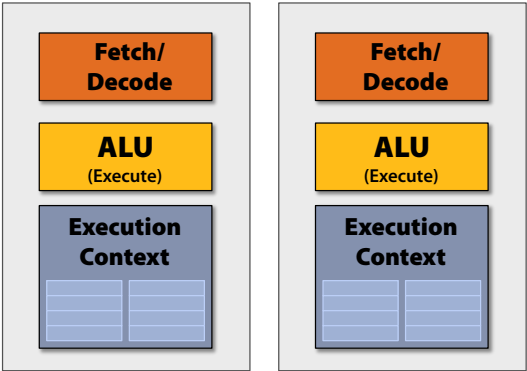 Fetch/
Decode
ALU
(Execute)
Execution
Context
Fetch/
Decode
ALU
(Execute)
Execution
Context